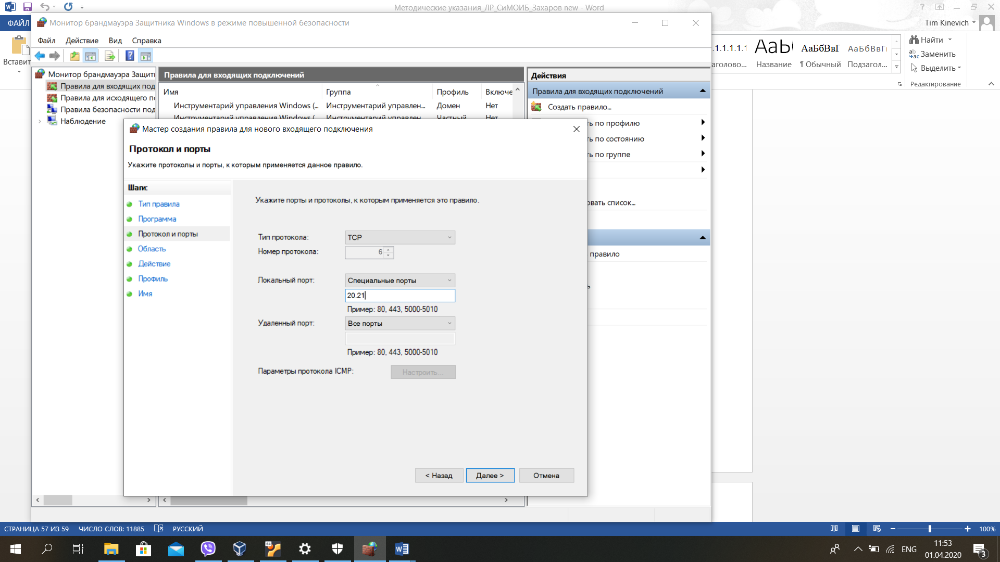 Методические указания_ЛР_СиМОИБ_Захаров new - Word
ФАЙЛ
Tim Kinevich
Вставит
1.1.1.1.1
АаЬ
АаБбВвГ
АаБбВвГ
Название
¶ Обычный
Подзагол...
Найти
Заменить
Выделить
Редактирование
Монитор брандмауэра Защитника Windows в режиме повышенной безопасности
Файл Действие Вид Справка
Монитор брандмауэра Защит
Правила для входящих под
Правила для исходящего п
Правила безопасности под
Наблюдение
Правила для входящих подключений
Имя Группа Профиль Включе
Инструментарий управления Windows (... Инструментарий управлен... Домен Нет
Инструментарий управления Windows ( Инструментарий управлен Частный Нет
Действия
Правила для входящих подключений
Создать правило...
ть по профилю
ть по состоянию
ть по группе
овать список...
правило
ь
Мастер создания правила для нового входящего подключения
Протокол и порты
Укажите протоколы и порты, к которым применяется данное правило.
Шаги:
Тип правила
Программа
Протокол и порты
Область
Действие
Профиль
Имя
Укажите порты и протоколы, к которым применяется это правило.
Тип протокола: TCP
Номер протокола: 6
Локальный порт: Специальные порты
20.21
Пример: 80, 443, 5000-5010
Удаленный порт: Все порты
Пример: 80, 443, 5000-5010
Параметры протокола ICMP: Настроить...
< Назад Далее > Отмена
СТРАНИЦА 57 ИЗ 59 ЧИСЛО СЛОВ: 11885 РУССКИЙ
100%
64
ENG
11:53
01.04.2020
3